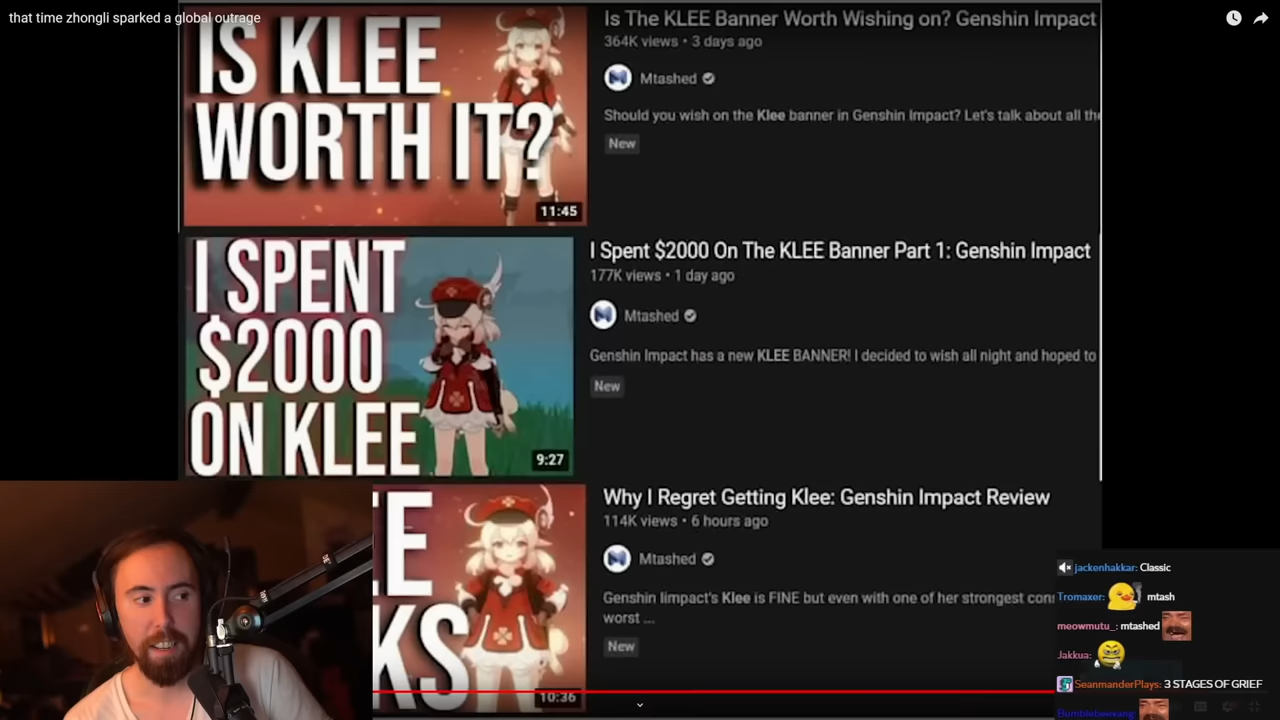 that time zhongli sparked a global outrage
IS KLEE
WORTH IT?
11:45
Is The KLEE Banner Worth Wishing on? Genshin Impact
364K views • 3 days ago
Mtashed
Should you wish on the Klee banner in Genshin Impact? Let's talk about all
New
I SPENT
$2000
ON KLEE
9:27
I Spent $2000 On The KLEE Banner Part 1: Genshin Impact
177K views • 1 day ago
Mtashed
Genshin Impact has a new KLEE BANNER! I decided to wish all night and hoped to
New
E
KS
10:36
Why I Regret Getting Klee: Genshin Impact Review
114K views • 6 hours ago
Mtashed
Genshin Iimpact's Klee is FINE but even with one of her strongest
worst ...
New
jackenhakkar: Classic
Tromaxer: mtash
meowmutu_: mtashed
Jakkua:
SeanmanderPlays: 3 STAGES OF GRIEF